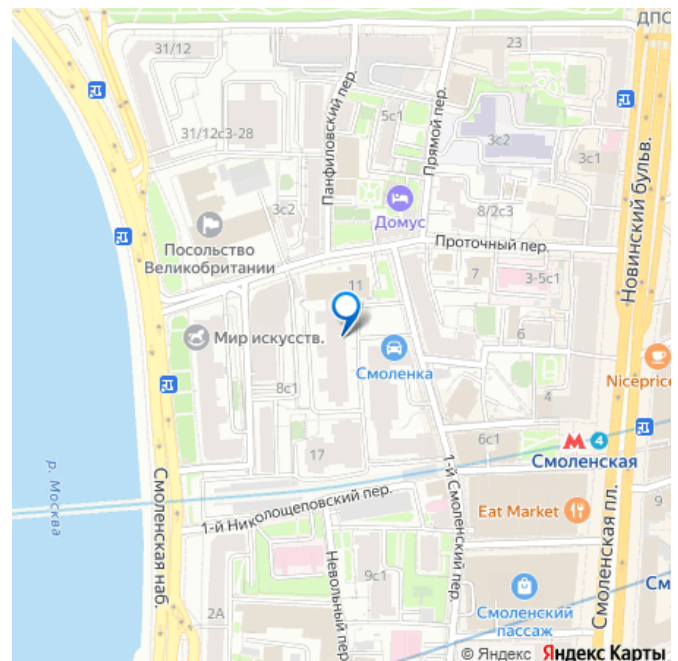 ДПС
31/12
23
5с1
Панфиловский пер.
Прямой пер.
31/12с3-28
3с2
3с1
Новинский бульв.
3с2
Домус
8/2с3
Посольство
Великобритании
Проточный пер.
7
3-5с1
11
Мир искусств.
6
Смоленка
Niceprice
8с1
4
6с1
4
Смоленская
17
р. Москва
Смоленская наб.
1-й Николощеповский пер.
1-й Смоленский пер.
Eat Market
9
Смоленская пл.
Невольный пер
9с1
См
2А
Смоленский
пассаж
© Яндекс Яндекс Карты